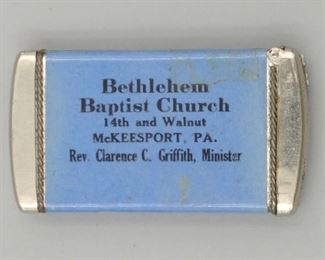 Bethlehem
Baptist Church
14th and Walnut
McKEESPORT, PA.
Rev. Clarence C. Griffith, Minister